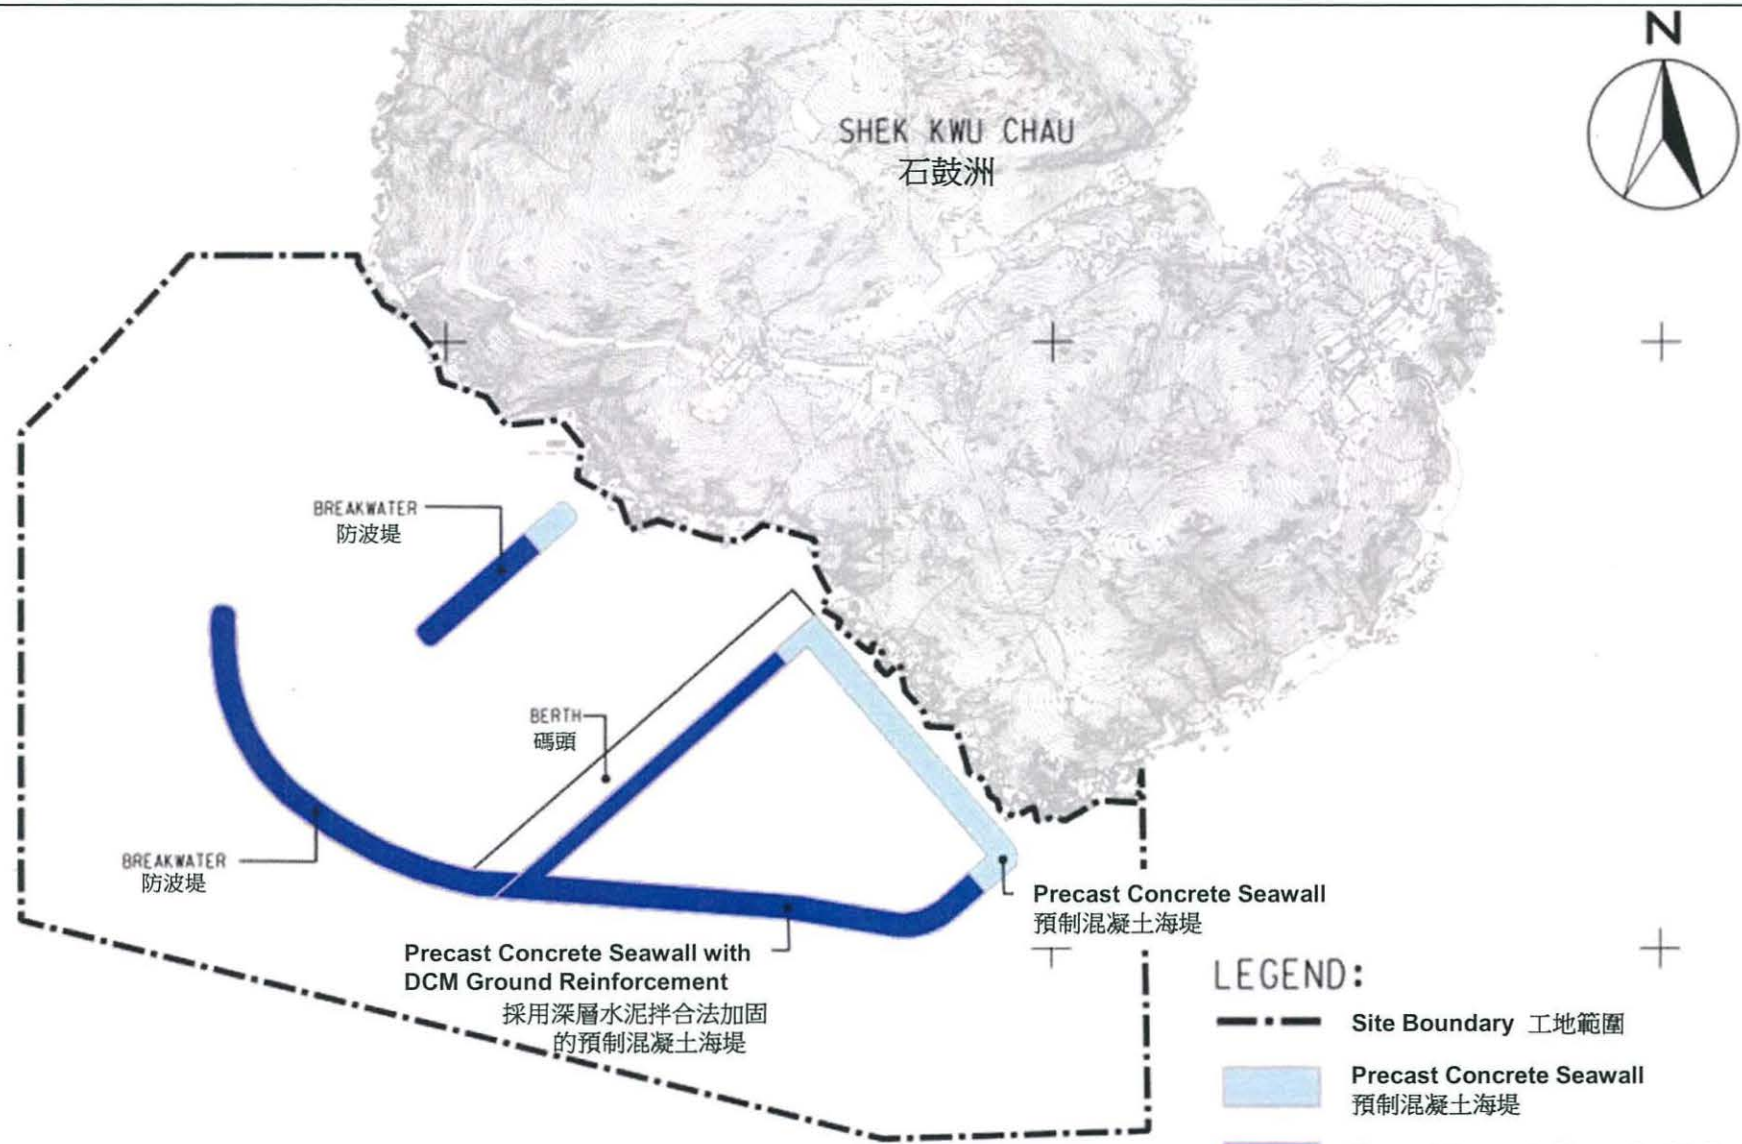 N
SHEK KWU CHAU
石鼓洲
BREAKWATER
防波堤
BERTH
碼頭
BREAKWATER
防波堤
Precast Concrete Seawall
預制混凝土海堤
Precast Concrete Seawall with
DCM Ground Reinforcement
採用深層水泥拌合法加固
的預制混凝土海堤
LEGEND:
Site Boundary 工地範圍
Precast Concrete Seawall
預制混凝土海堤